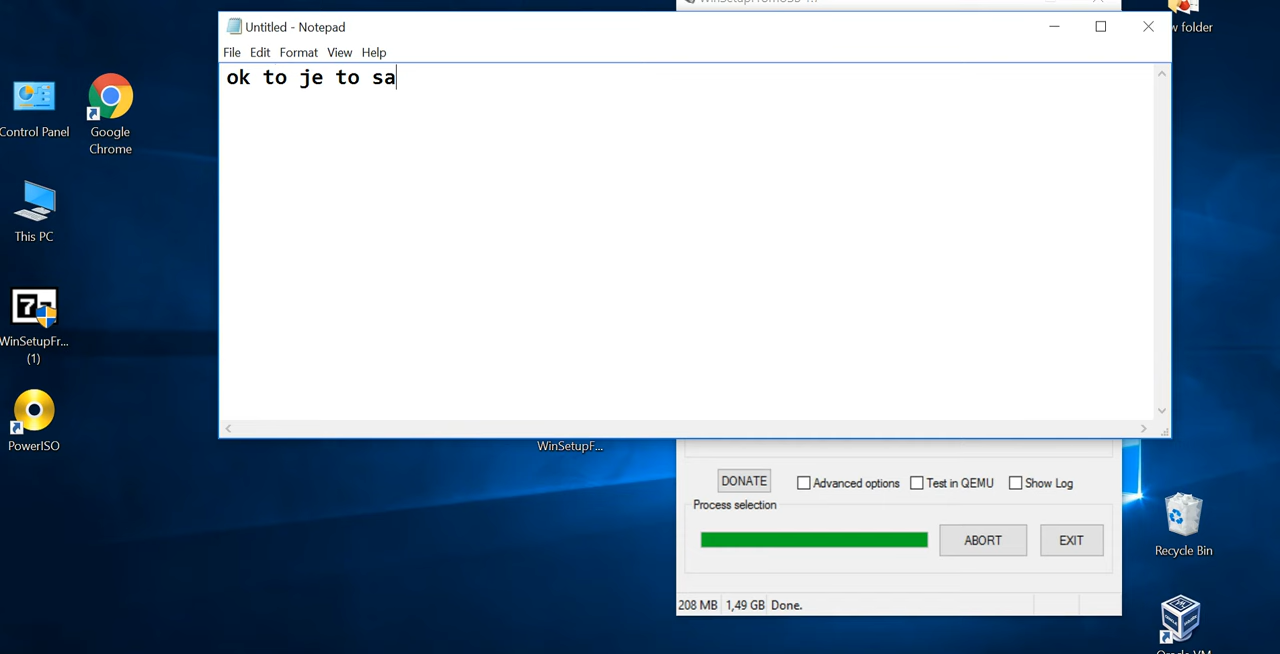 Untitled - Notepad
File Edit Format View Help
ok to je to sa
Control Panel
Google
Chrome
This PC
WinSetupFr...
(1)
PowerISO
WinSetupF...
DONATE
Advanced options
Test in QEMU
Show Log
Process selection
ABORT
EXIT
208 MB 1,49 GB Done.
w folder
Recycle Bin